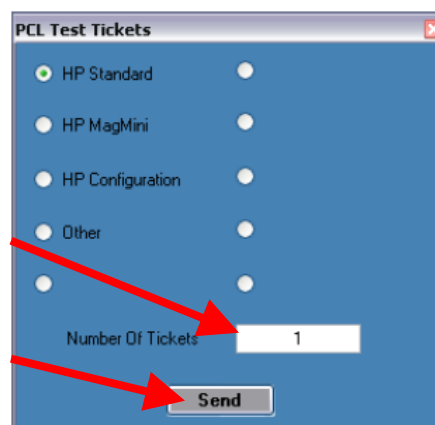 PCL Test Tickets
HP Standard
HP MagMini
HP Configuration
Other
Number Of Tickets 1
Send